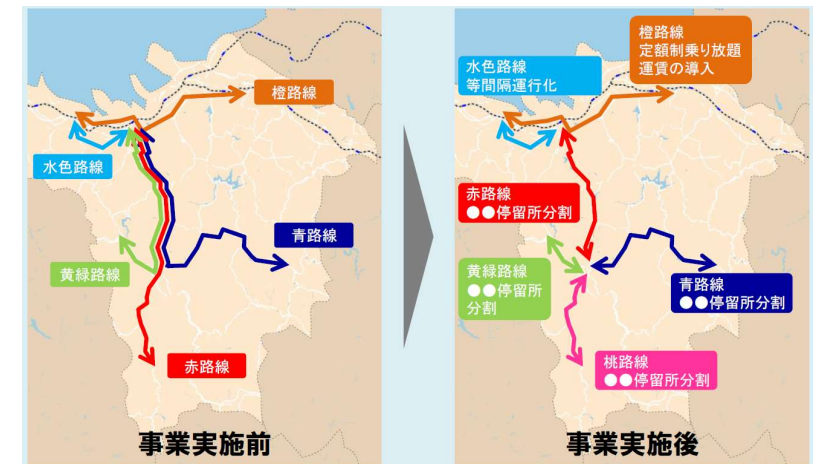 橙路線
水色路線
青路線
黄緑路線
赤路線
事業実施前
橙路線
定額制乗り放題
運賃の導入
水色路線
等間隔運行化
赤路線
●●停留所分割
黄緑路線
●●停留所
分割
青路線
●●停留所分割
桃路線
●●停留所分割
事業実施後